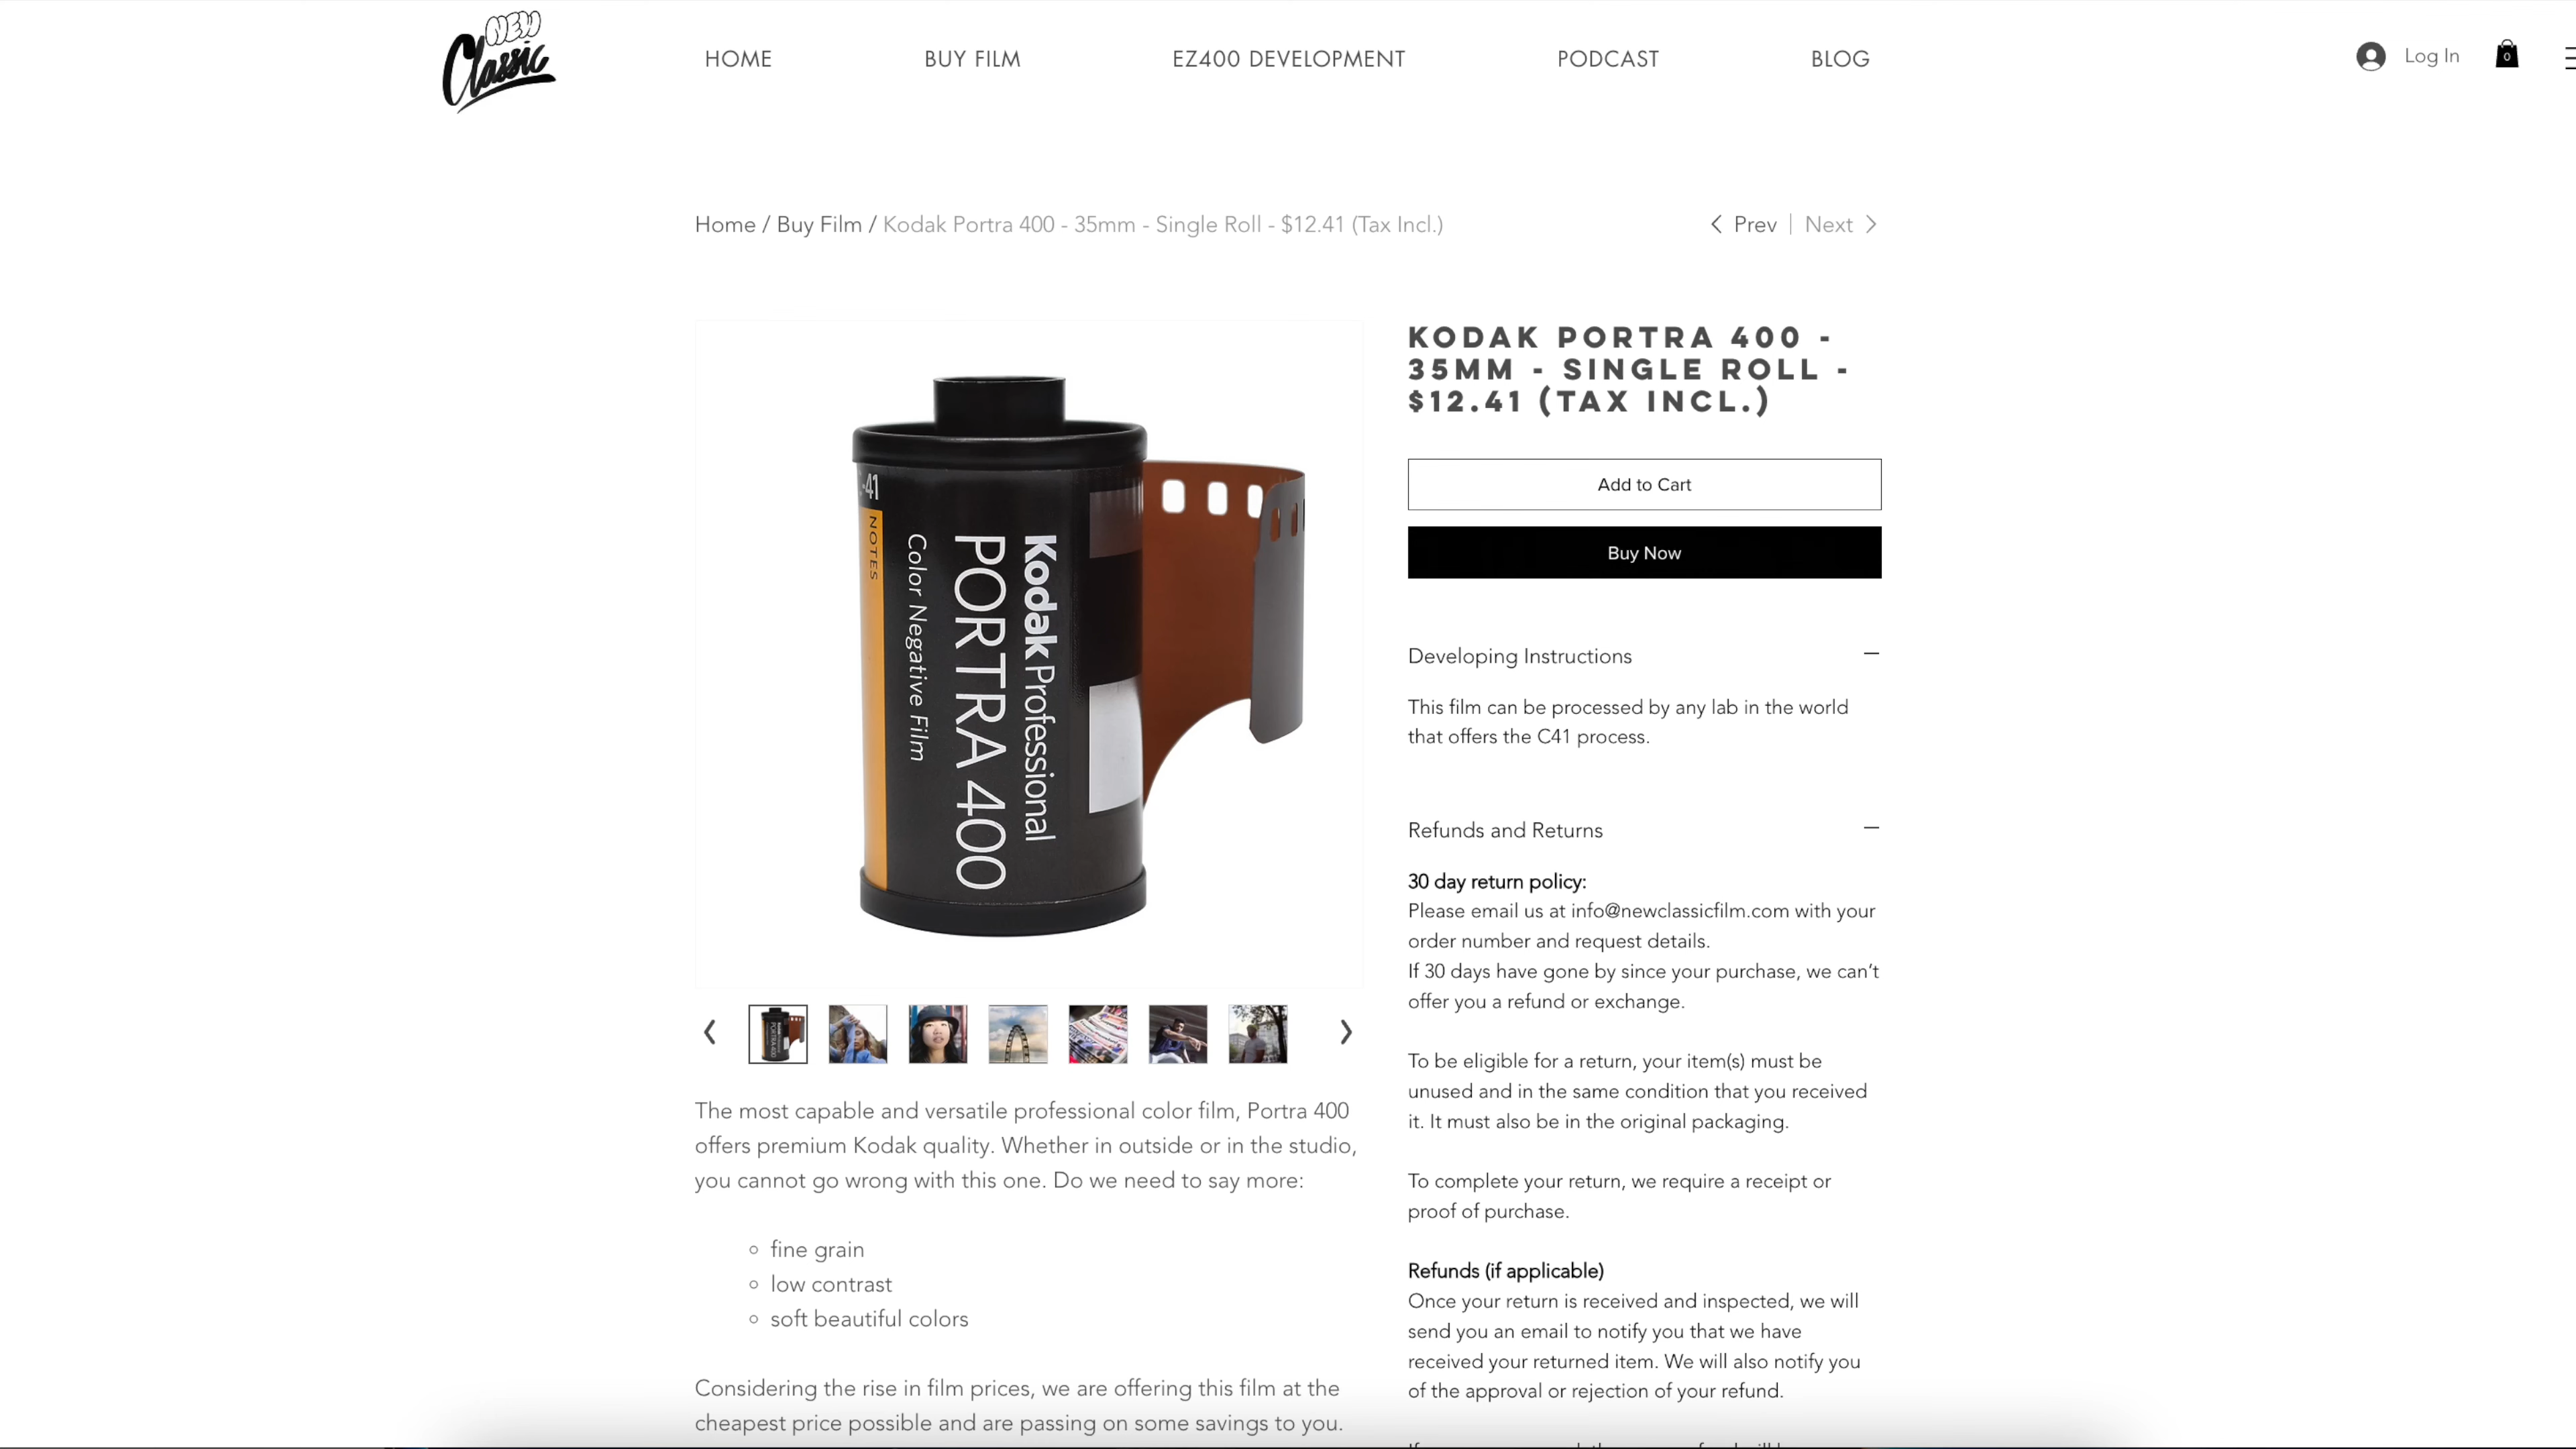 NEW
Classic
HOME
BUY FILM
EZ400 DEVELOPMENT
PODCAST
BLOG
Log In
0
Home / Buy Film / Kodak Portra 400 - 35mm - Single Roll - $12.41 (Tax Incl.)
Prev | Next
-41
NOTES
Color Negative Film
PORTRA 400
Kodak Professional
The most capable and versatile professional color film, Portra 400
offers premium Kodak quality. Whether in outside or in the studio,
you cannot go wrong with this one. Do we need to say more:
fine grain
low contrast
soft beautiful colors
Considering the rise in film prices, we are offering this film at the
cheapest price possible and are passing on some savings to you.
KODAK PORTRA 400 -
35MM - SINGLE ROLL -
$12.41 (TAX INCL.)
Add to Cart
Buy Now
Developing Instructions
This film can be processed by any lab in the world
that offers the C41 process.
Refunds and Returns
30 day return policy:
Please email us at info@newclassicfilm.com with your
order number and request details.
If 30 days have gone by since your purchase, we can't
offer you a refund or exchange.
To be eligible for a return, your item(s) must be
unused and in the same condition that you received
it. It must also be in the original packaging.
To complete your return, we require a receipt or
proof of purchase.
Refunds (if applicable)
Once your return is received and inspected, we will
send you an email to notify you that we have
received your returned item. We will also notify you
of the approval or rejection of your refund.